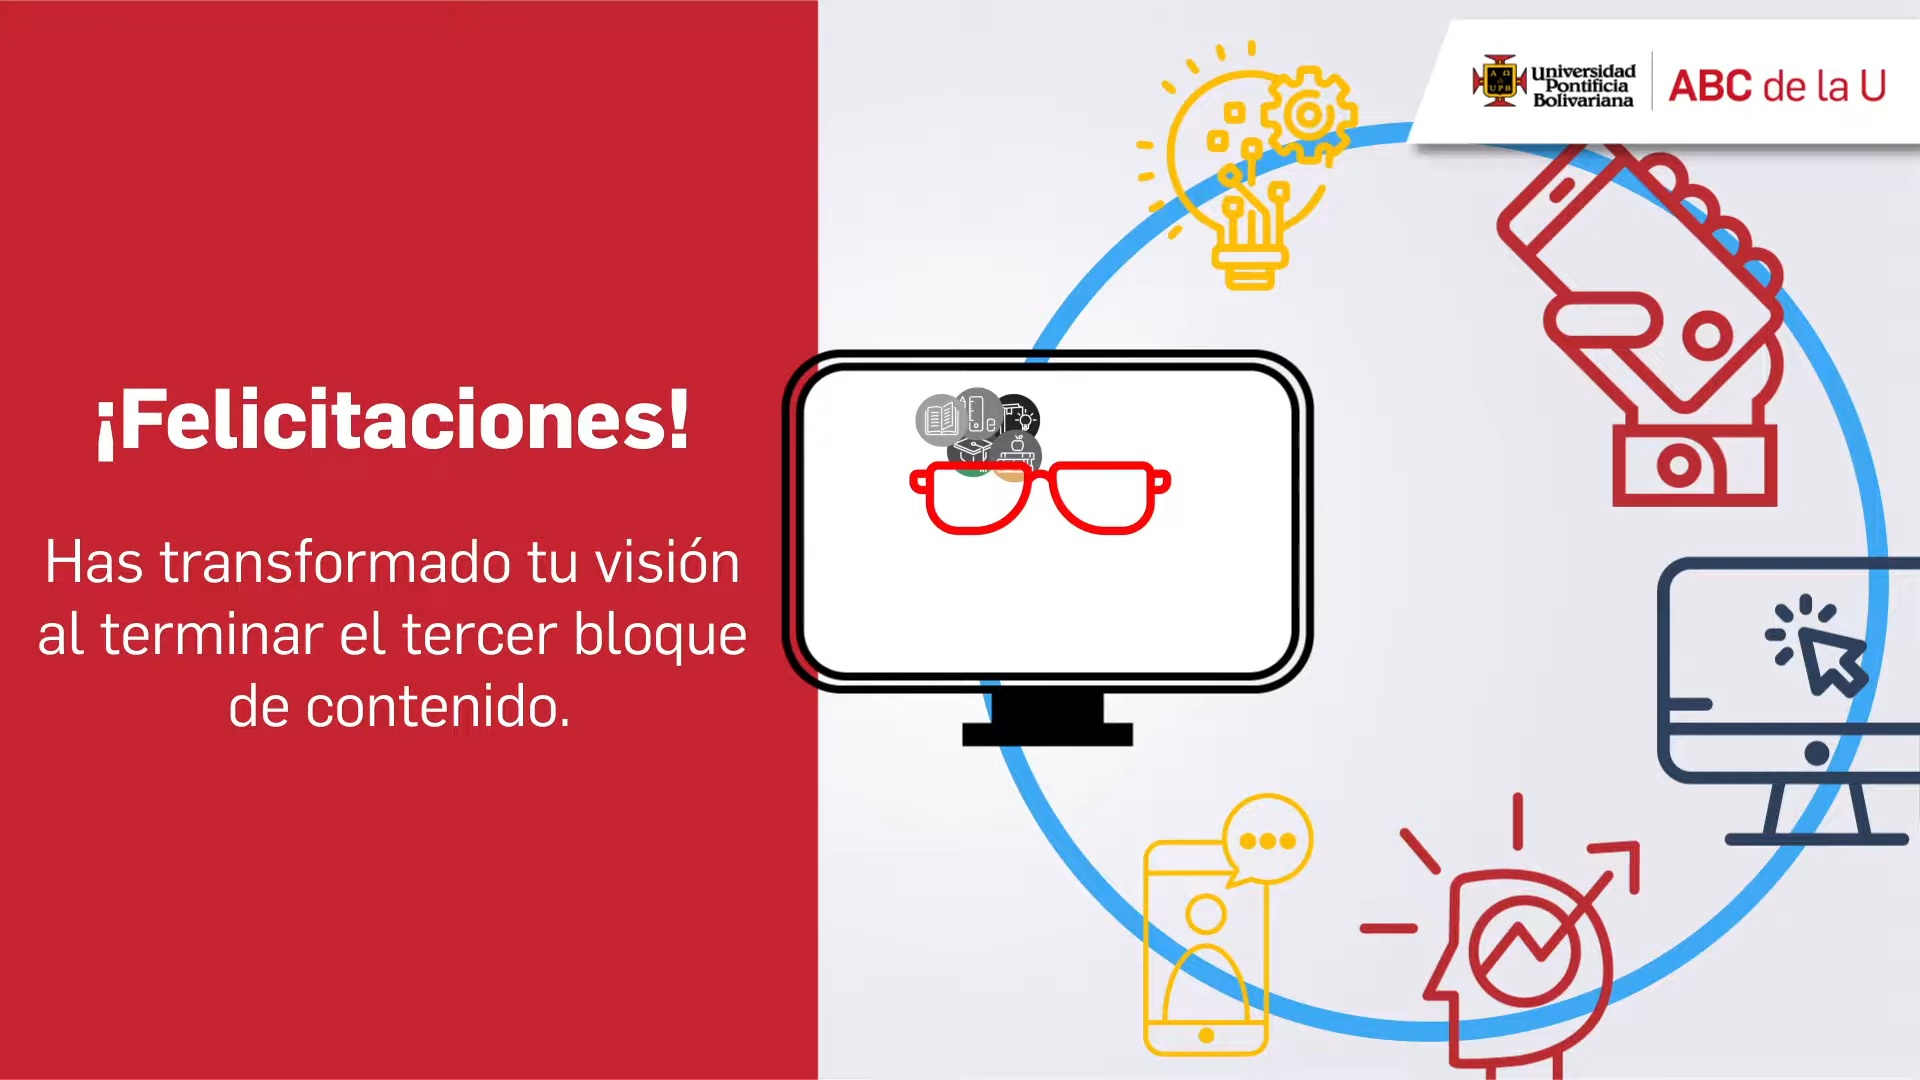 Universidad
Pontificia
Bolivariana
ABC de la U
¡Felicitaciones!
Has transformado tu visión
al terminar el tercer bloque
de contenido.